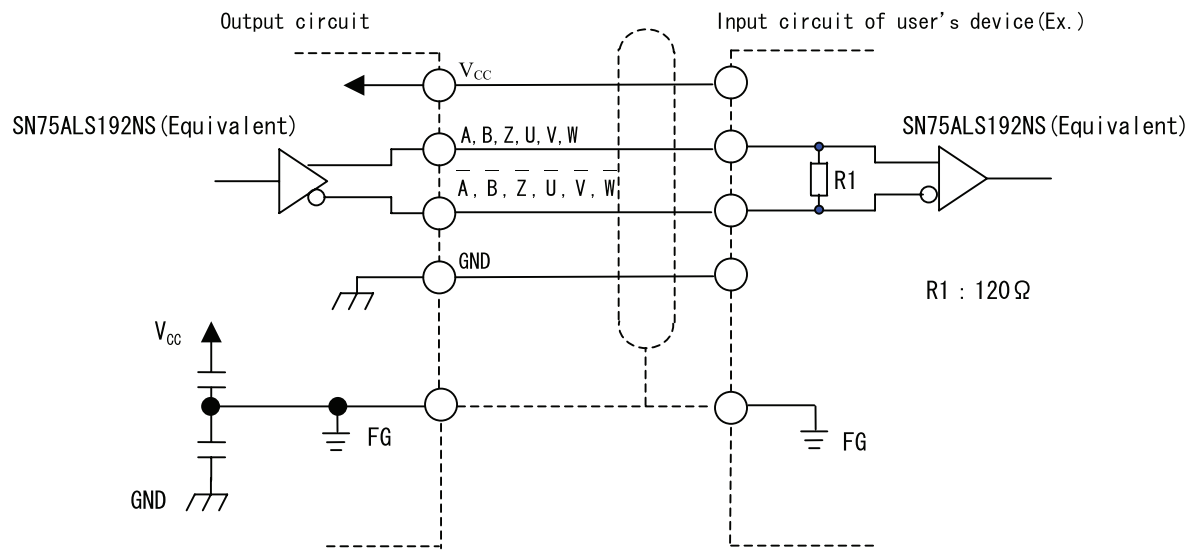 Output circuit
Input circuit of user's device(Ex.)
VCC
SN75ALS192NS(Equivalent)
SN75ALS192NS(Equivalent)
A, B, Z, U, V, W
A̅, B̅, Z̅, U̅, V̅, W̅
R1
GND
R1 : 120Ω
VCC
FG
FG
GND